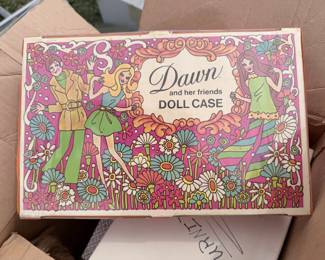 Dawn
and her friends
DOLL CASE